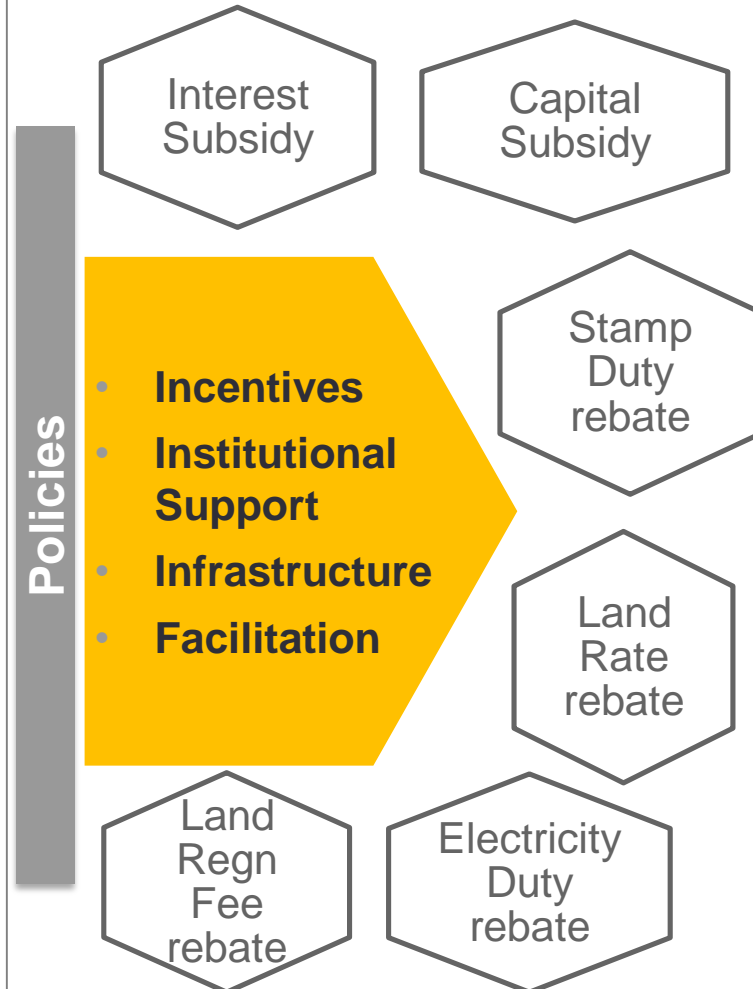 Interest
Subsidy
Capital
Subsidy
Policies
• Incentives
• Institutional
Support
• Infrastructure
• Facilitation
Stamp
Duty
rebate
Land
Rate
rebate
Land
Regn
Fee
rebate
Electricity
Duty
rebate